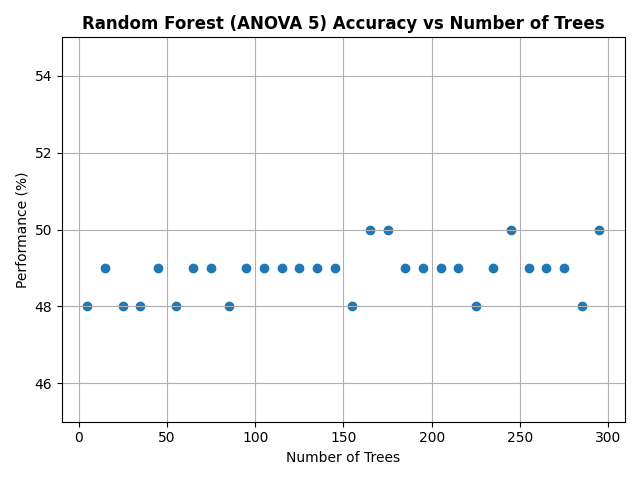 Random Forest (ANOVA 5) Accuracy vs Number of Trees
54
52
50
48
46
Performance (%)
0 50 100 150 200 250 300
Number of Trees